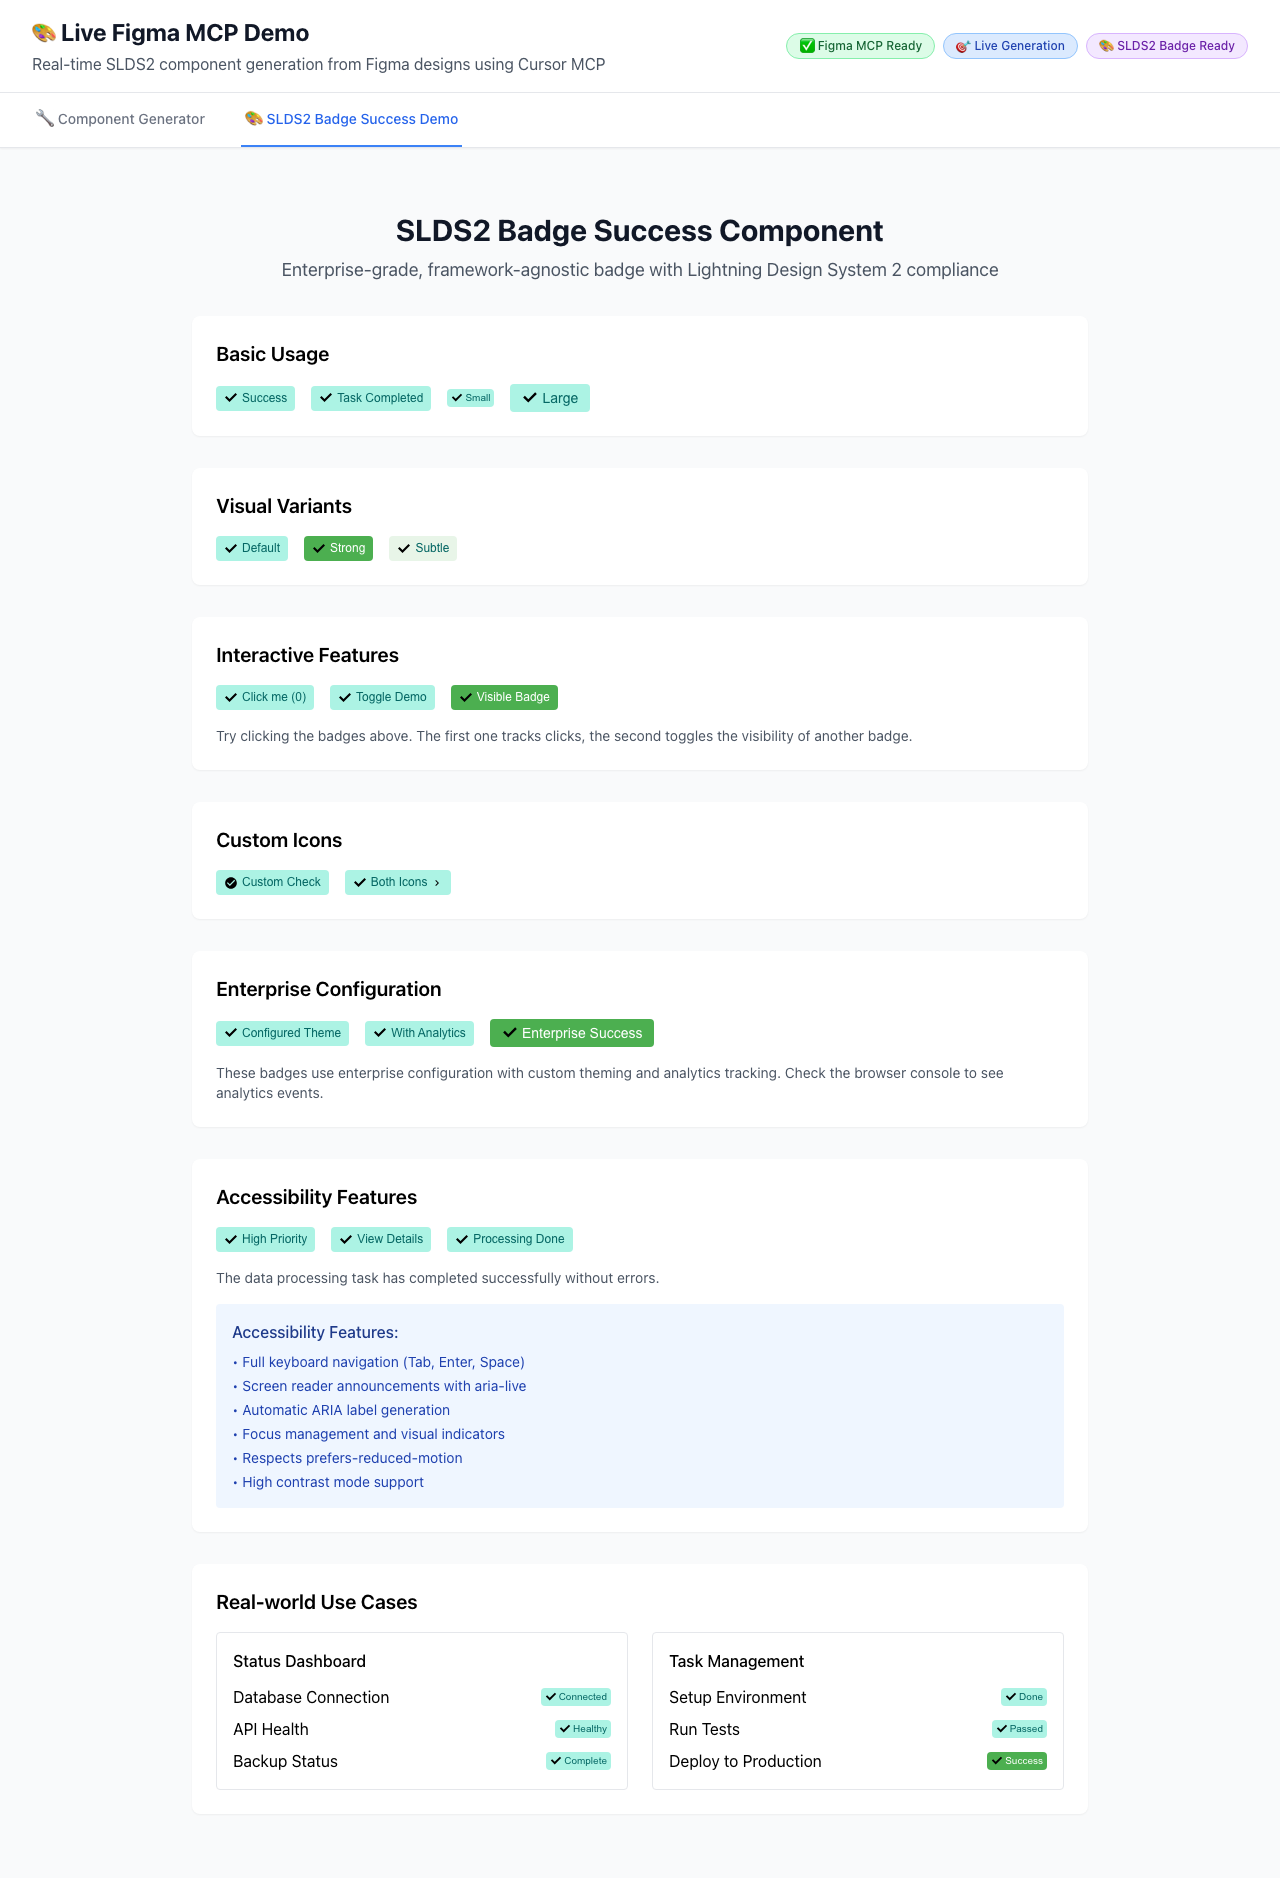 🎨 Live Figma MCP Demo
Real-time SLDS2 component generation from Figma designs using Cursor MCP
✅ Figma MCP Ready
🎯 Live Generation
🎨 SLDS2 Badge Ready
🔧 Component Generator
🎨 SLDS2 Badge Success Demo
SLDS2 Badge Success Component
Enterprise-grade, framework-agnostic badge with Lightning Design System 2 compliance
Basic Usage
Success
Task Completed
Small
Large
Visual Variants
Default
Strong
Subtle
Interactive Features
Click me (0)
Toggle Demo
Visible Badge
Try clicking the badges above. The first one tracks clicks, the second toggles the visibility of another badge.
Custom Icons
Custom Check
Both Icons ›
Enterprise Configuration
Configured Theme
With Analytics
Enterprise Success
These badges use enterprise configuration with custom theming and analytics tracking. Check the browser console to see
analytics events.
Accessibility Features
High Priority
View Details
Processing Done
The data processing task has completed successfully without errors.
Accessibility Features:
• Full keyboard navigation (Tab, Enter, Space)
• Screen reader announcements with aria-live
• Automatic ARIA label generation
• Focus management and visual indicators
• Respects prefers-reduced-motion
• High contrast mode support
Real-world Use Cases
Status Dashboard
Database Connection
Connected
API Health
Healthy
Backup Status
Complete
Task Management
Setup Environment
Done
Run Tests
Passed
Deploy to Production
Success